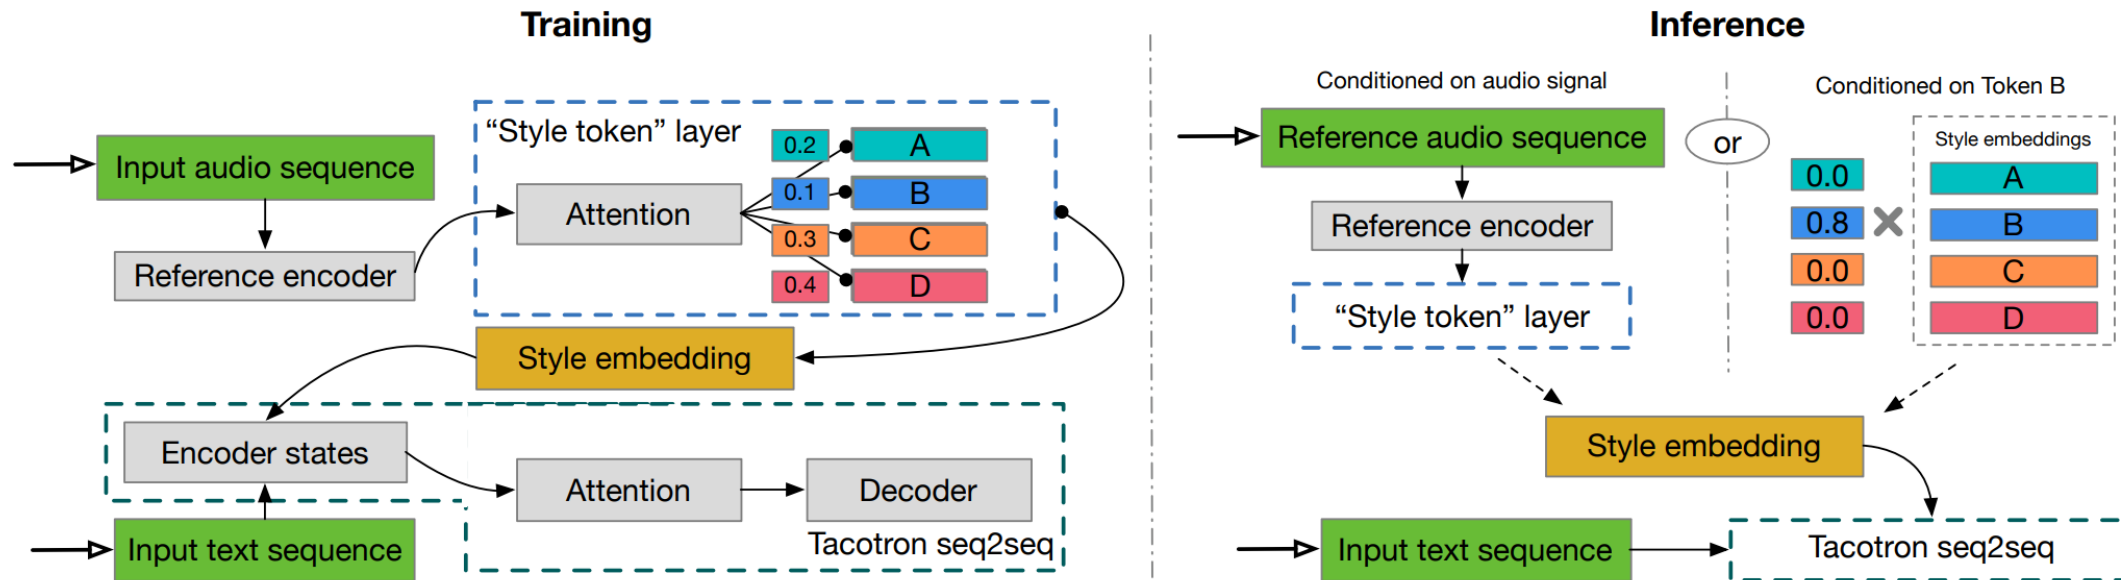 Training
Input audio sequence
Reference encoder
“Style token” layer
Attention
0.2
A
0.1
B
0.3
C
0.4
D
Style embedding
Encoder states
Attention
Decoder
Input text sequence
Tacotron seq2seq
Inference
Conditioned on audio signal
Reference audio sequence
Reference encoder
“Style token” layer
or
Conditioned on Token B
Style embeddings
0.0
A
0.8
B
0.0
C
0.0
D
Style embedding
Input text sequence
Tacotron seq2seq